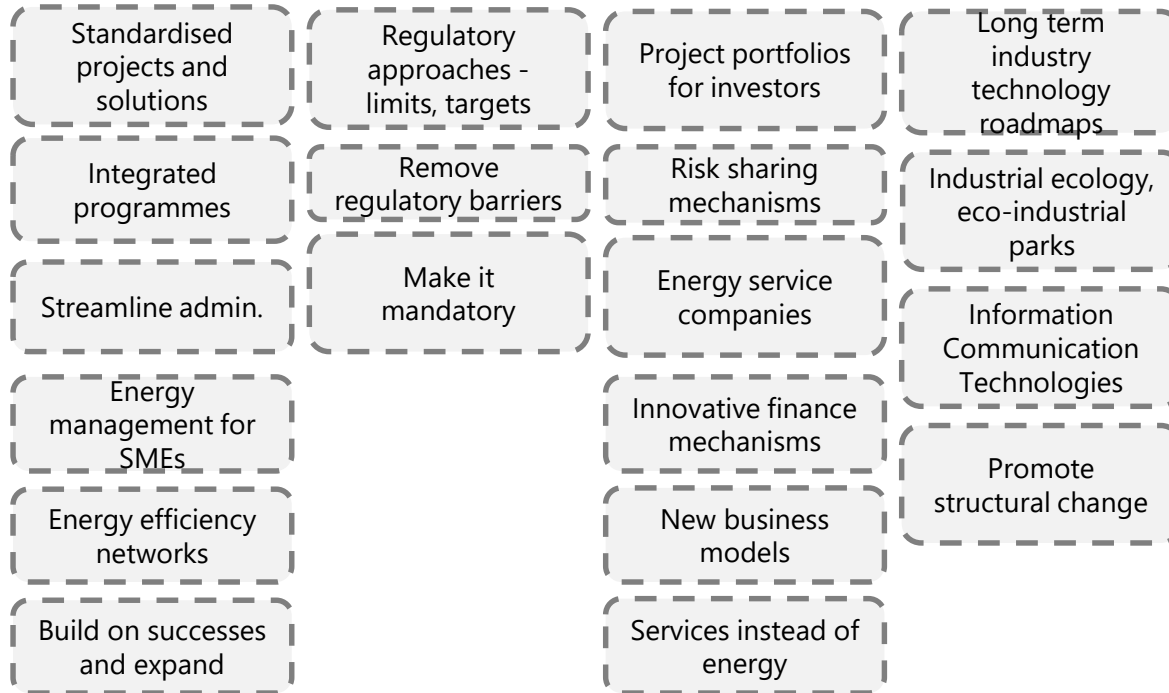 Standardised
projects and
solutions
Integrated
programmes
Streamline admin.
Energy
management for
SMEs
Energy efficiency
networks
Build on successes
and expand
Regulatory
approaches -
limits, targets
Remove
regulatory barriers
Make it
mandatory
Project portfolios
for investors
Risk sharing
mechanisms
Energy service
companies
Innovative finance
mechanisms
New business
models
Services instead of
energy
Long term
industry
technology
roadmaps
Industrial ecology,
eco-industrial
parks
Information
Communication
Technologies
Promote
structural change